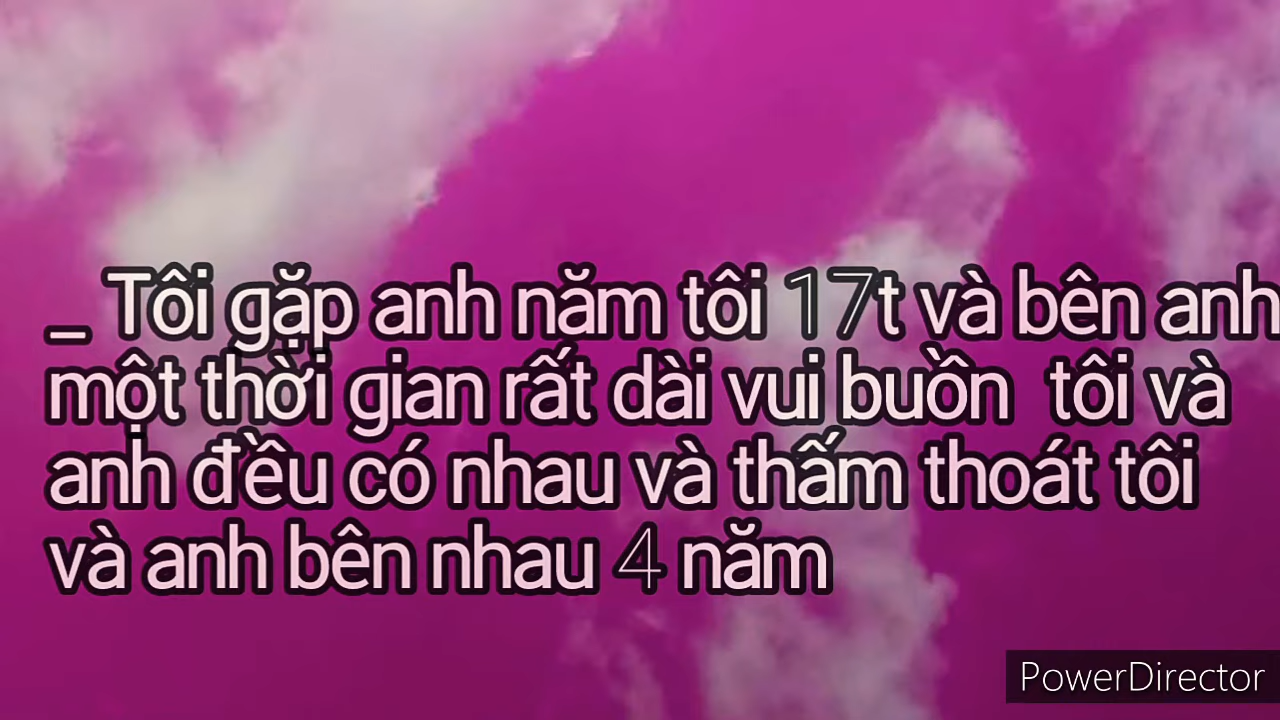 _ Tôi gặp anh năm tôi 17t và bên anh
một thời gian rất dài vui buồn tôi và
anh đều có nhau và thấm thoát tôi
và anh bên nhau 4 năm
PowerDirector